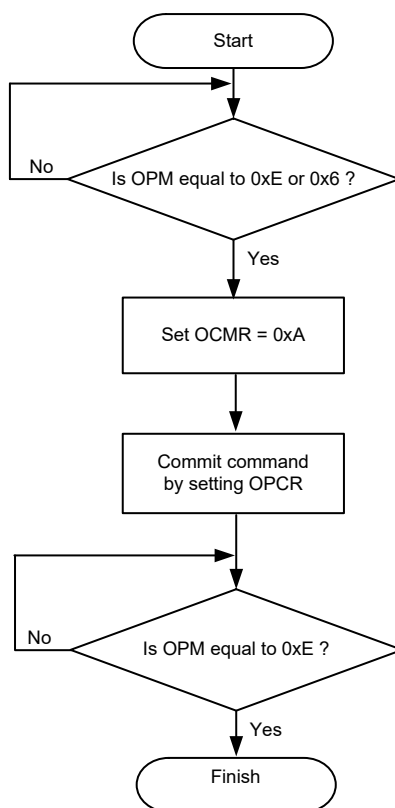 Start
No
Is OPM equal to 0xE or 0x6 ?
Yes
Set OCMR = 0xA
Commit command
by setting OPCR
No
Is OPM equal to 0xE ?
Yes
Finish